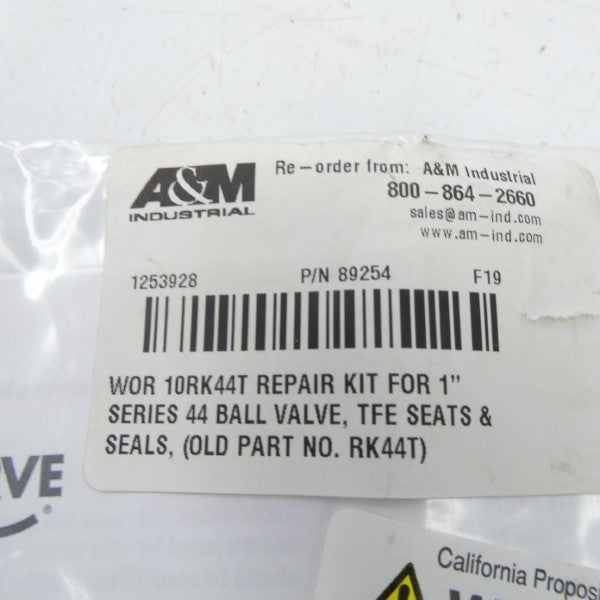 A&M
INDUSTRIAL
Re-order from: A&M Industrial
800-864-2660
sales@am-ind.com
www.am-ind.com
1253928 P/N 89254 F19
WOR 10RK44T REPAIR KIT FOR 1"
SERIES 44 BALL VALVE, TFE SEATS &
SEALS, (OLD PART NO. RK44T)
RVE
®
California Proposi